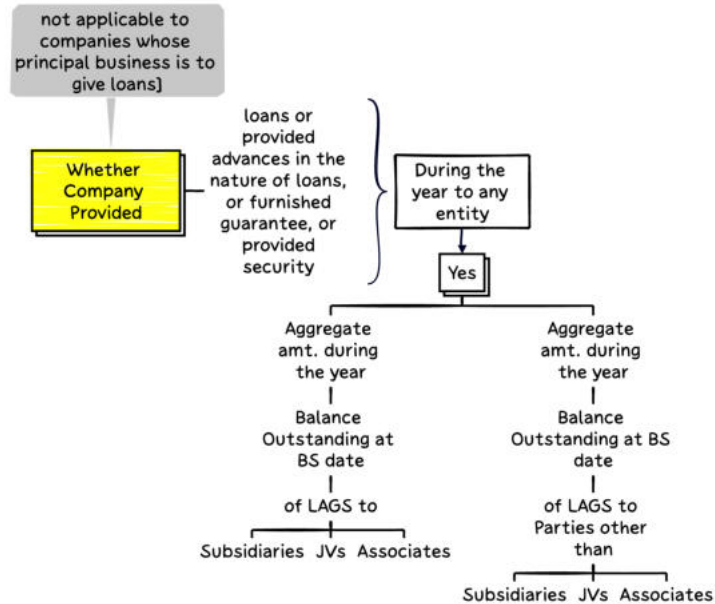 not applicable to
companies whose
principal business is to
give loans]
Whether
Company
Provided
loans or
provided
advances in the
nature of loans,
or furnished
guarantee, or
provided
security
During the
year to any
entity
Yes
Aggregate
amt. during
the year
Balance
Outstanding at
BS date
of LAGS to
Subsidiaries JVs Associates
Aggregate
amt. during
the year
Balance
Outstanding at BS
date
of LAGS to
Parties other
than
Subsidiaries JVs Associates